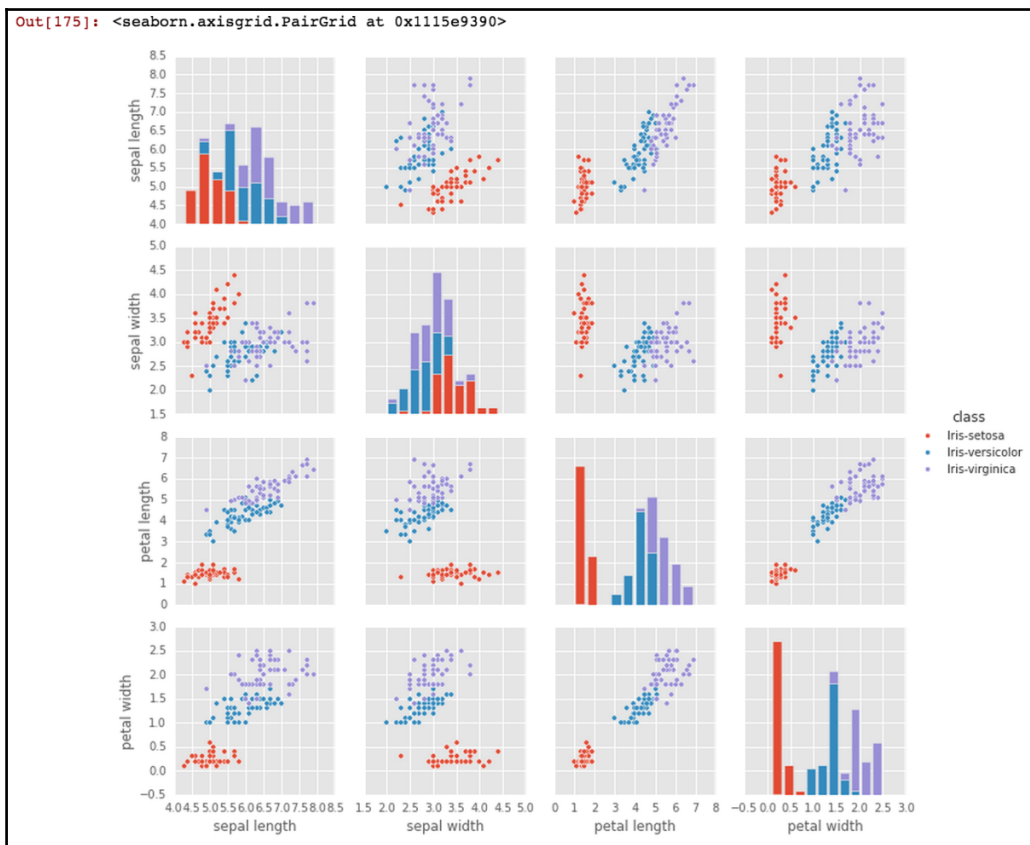 Out[175]: <seaborn.axisgrid.PairGrid at 0x1115e9390>
8.5
8.0
7.5
7.0
6.5
6.0
5.5
5.0
4.5
4.0
sepal length
5.0
4.5
4.0
3.5
3.0
2.5
2.0
1.5
sepal width
class
Iris-setosa
Iris-versicolor
Iris-virginica
8
7
6
5
4
3
2
1
0
petal length
3.0
2.5
2.0
1.5
1.0
0.5
0.0
−0.5
petal width
4.0 4.5 5.0 5.5 6.0 6.5 7.0 7.5 8.0 8.5
1.5 2.0 2.5 3.0 3.5 4.0 4.5 5.0
0 1 2 3 4 5 6 7 8
−0.5 0.0 0.5 1.0 1.5 2.0 2.5 3.0
sepal length
sepal width
petal length
petal width